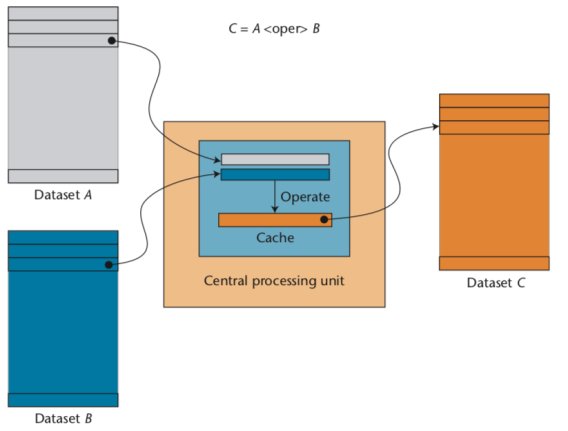 C = A <oper> B
Dataset A
Operate
Cache
Central processing unit
Dataset C
Dataset B